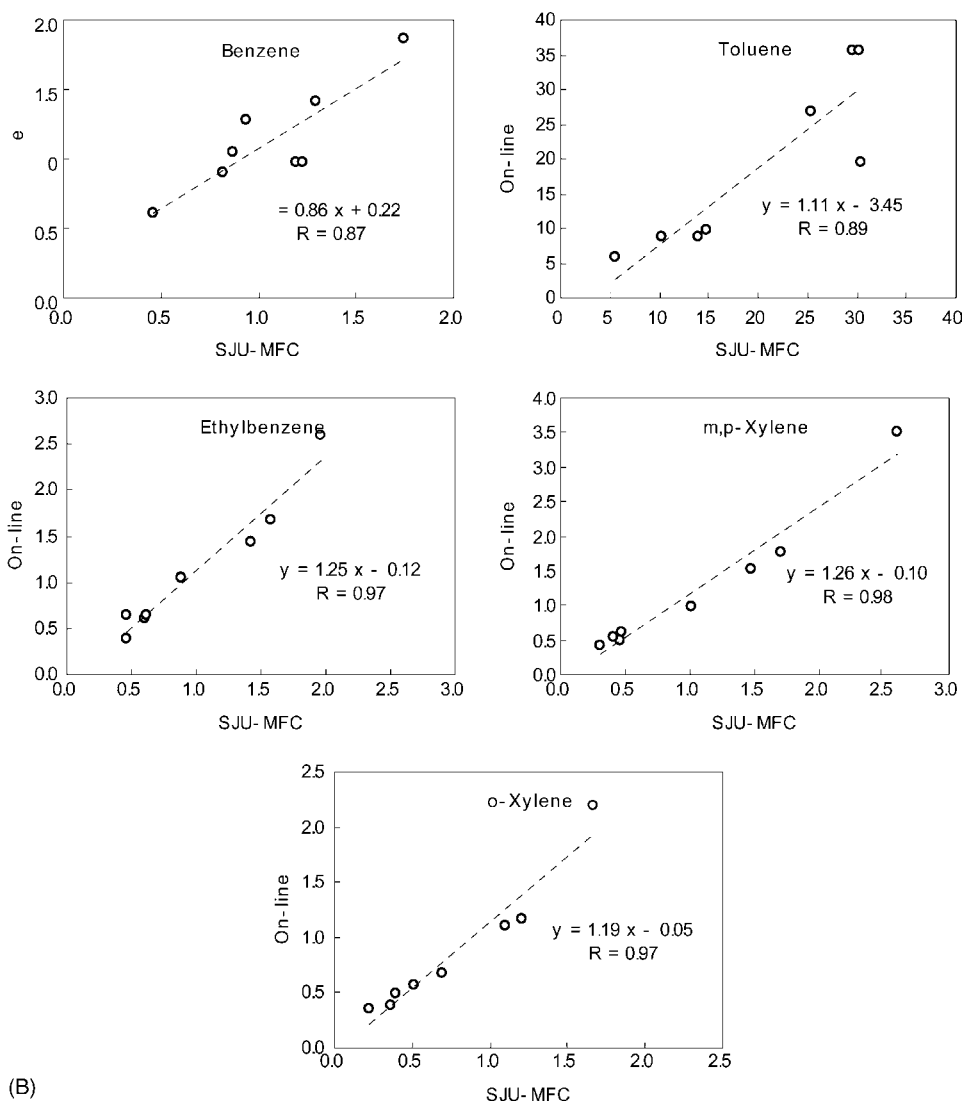 2.0
Benzene
1.5
e
0
0.5
0.0
= 0.86 x + 0.22
R = 0.87
0.0 0.5 1.0 1.5 2.0
SJU-MFC
40
Toluene
35
30
25
On-line
20
15
10
5
0
y = 1.11 x - 3.45
R = 0.89
0 5 10 15 20 25 30 35 40
SJU-MFC
3.0
Ethylbenzene
2.5
2.0
On-line
1.5
1.0
0.5
0.0
y = 1.25 x - 0.12
R = 0.97
0.0 0.5 1.0 1.5 2.0 2.5 3.0
SJU-MFC
4.0
m,p-Xylene
3.5
3.0
2.5
On-line
2.0
1.5
1.0
0.5
0.0
y = 1.26 x - 0.10
R = 0.98
0.0 0.5 1.0 1.5 2.0 2.5 3.0
SJU-MFC
2.5
o-Xylene
2.0
1.5
On-line
1.0
0.5
0.0
y = 1.19 x - 0.05
R = 0.97
0.0 0.5 1.0 1.5 2.0 2.5
SJU-MFC
(B)